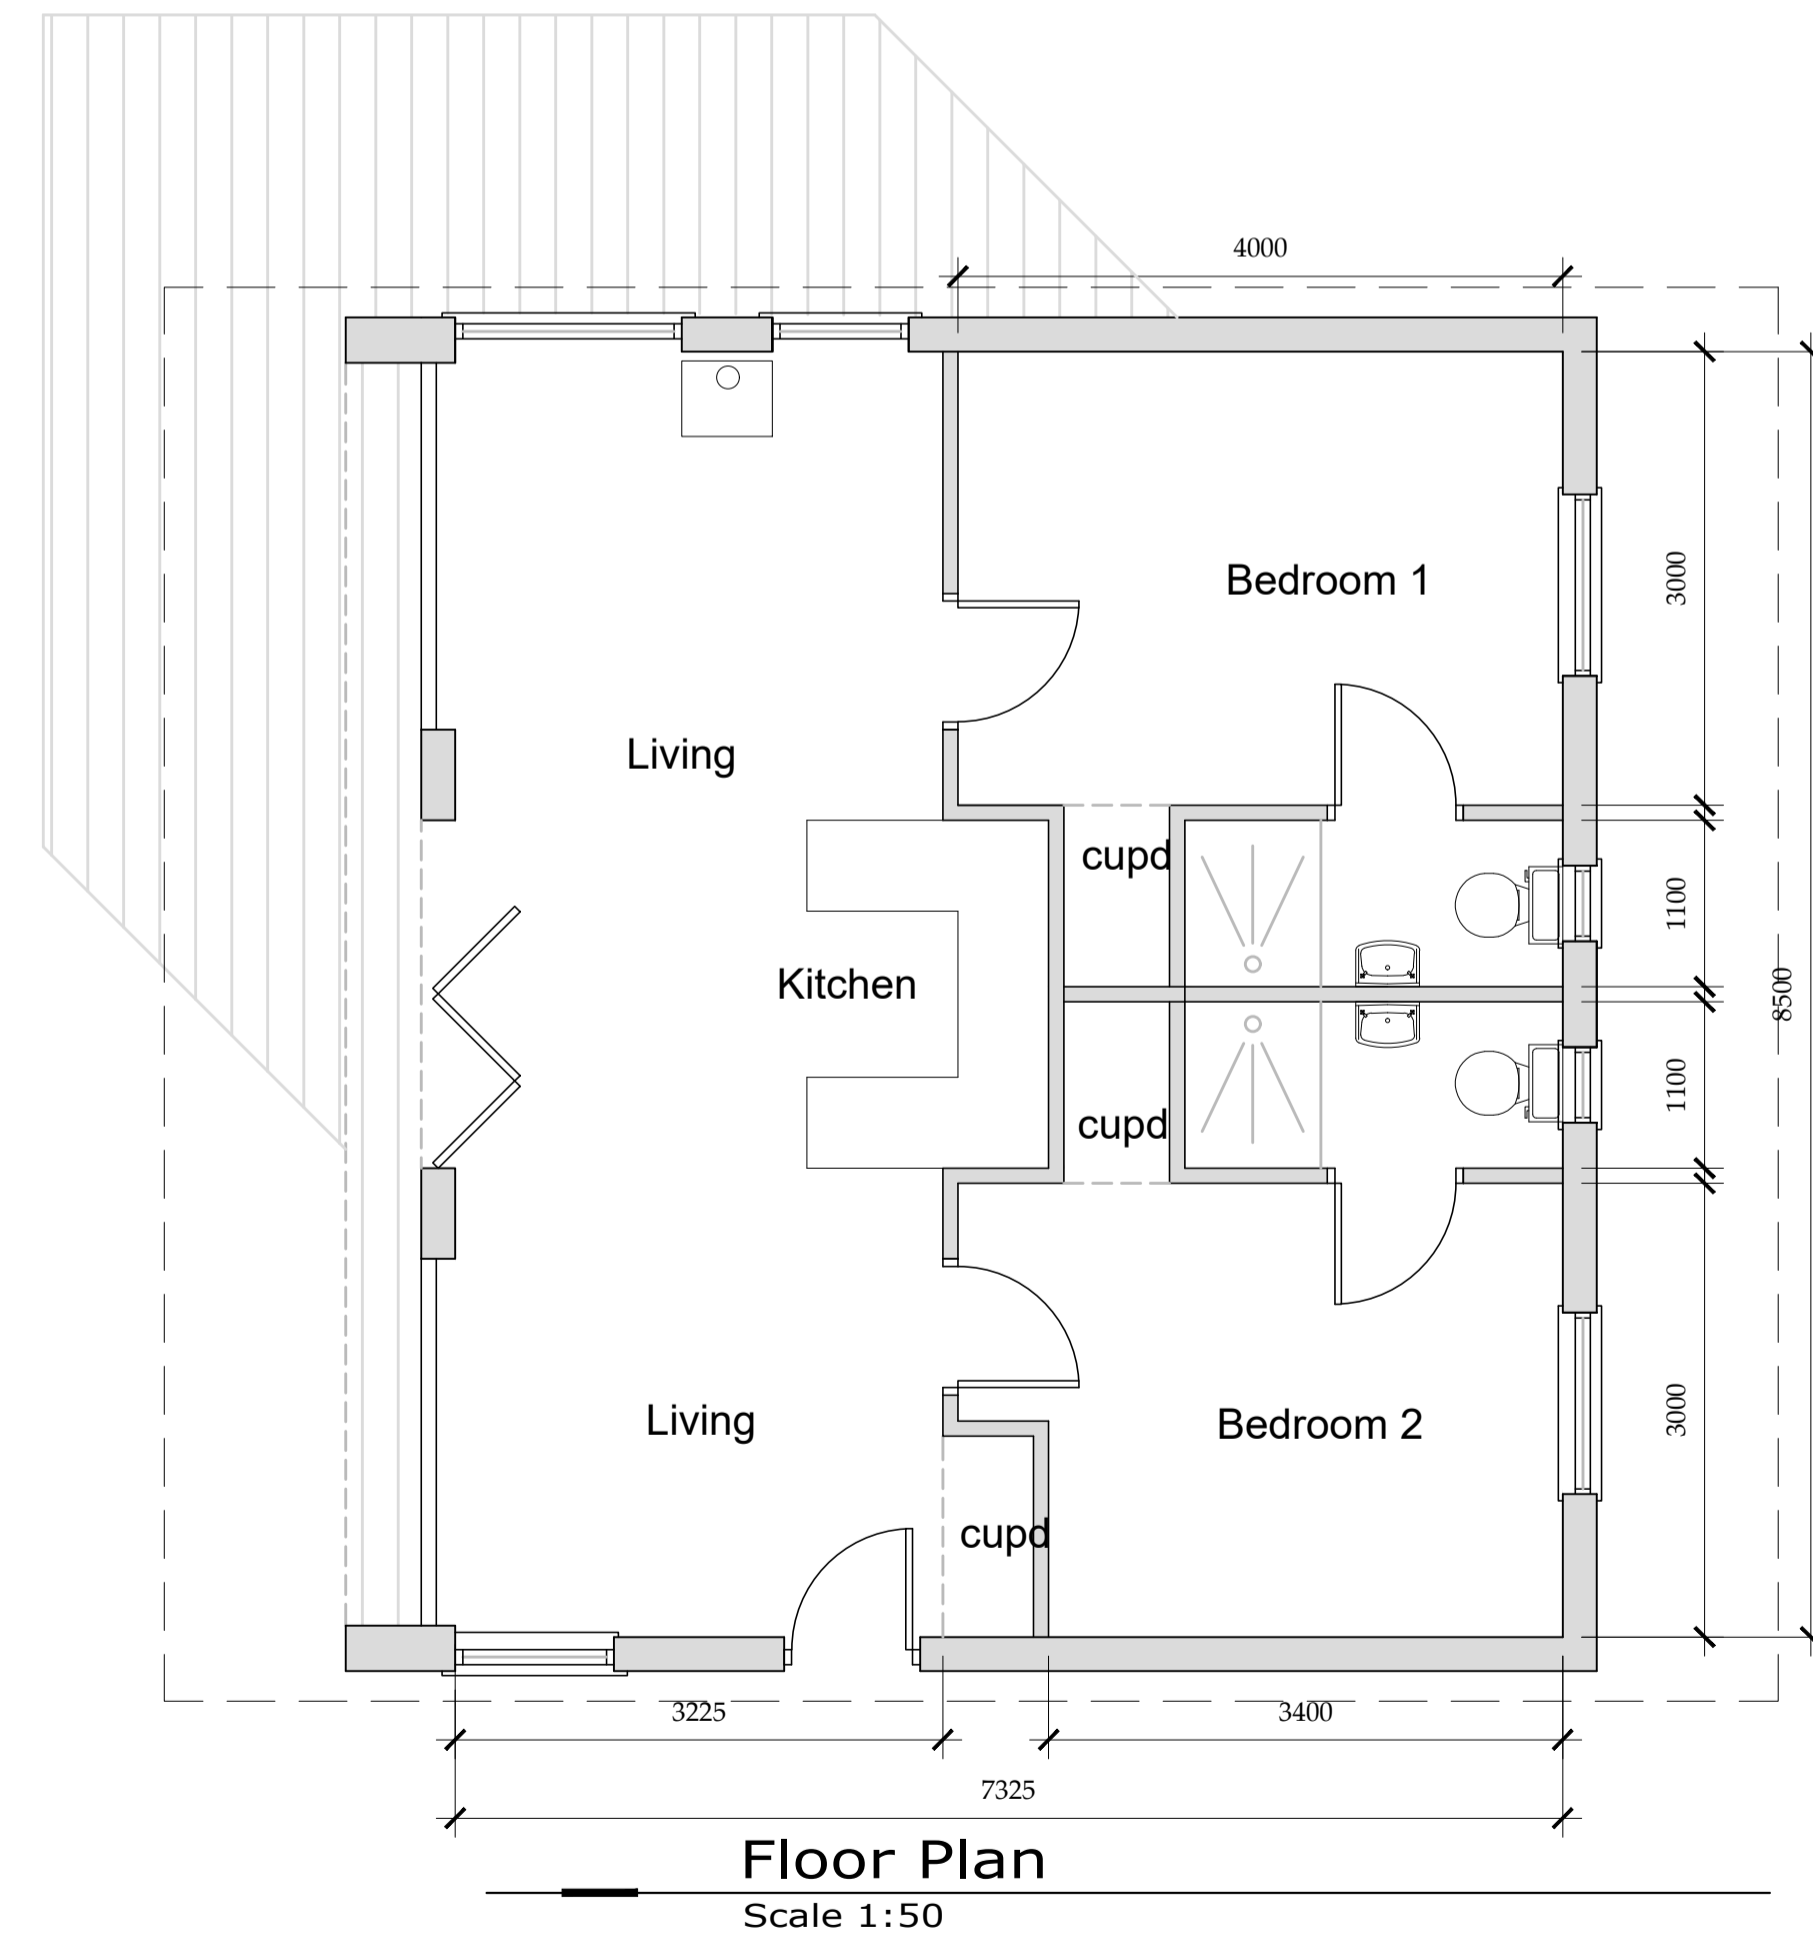 4000
Bedroom 1
3000
Living
cupd
1100
Kitchen
8500
1100
cupd
Living
Bedroom 2
3000
cupd
3225
3400
7325
Floor Plan
Scale 1:50